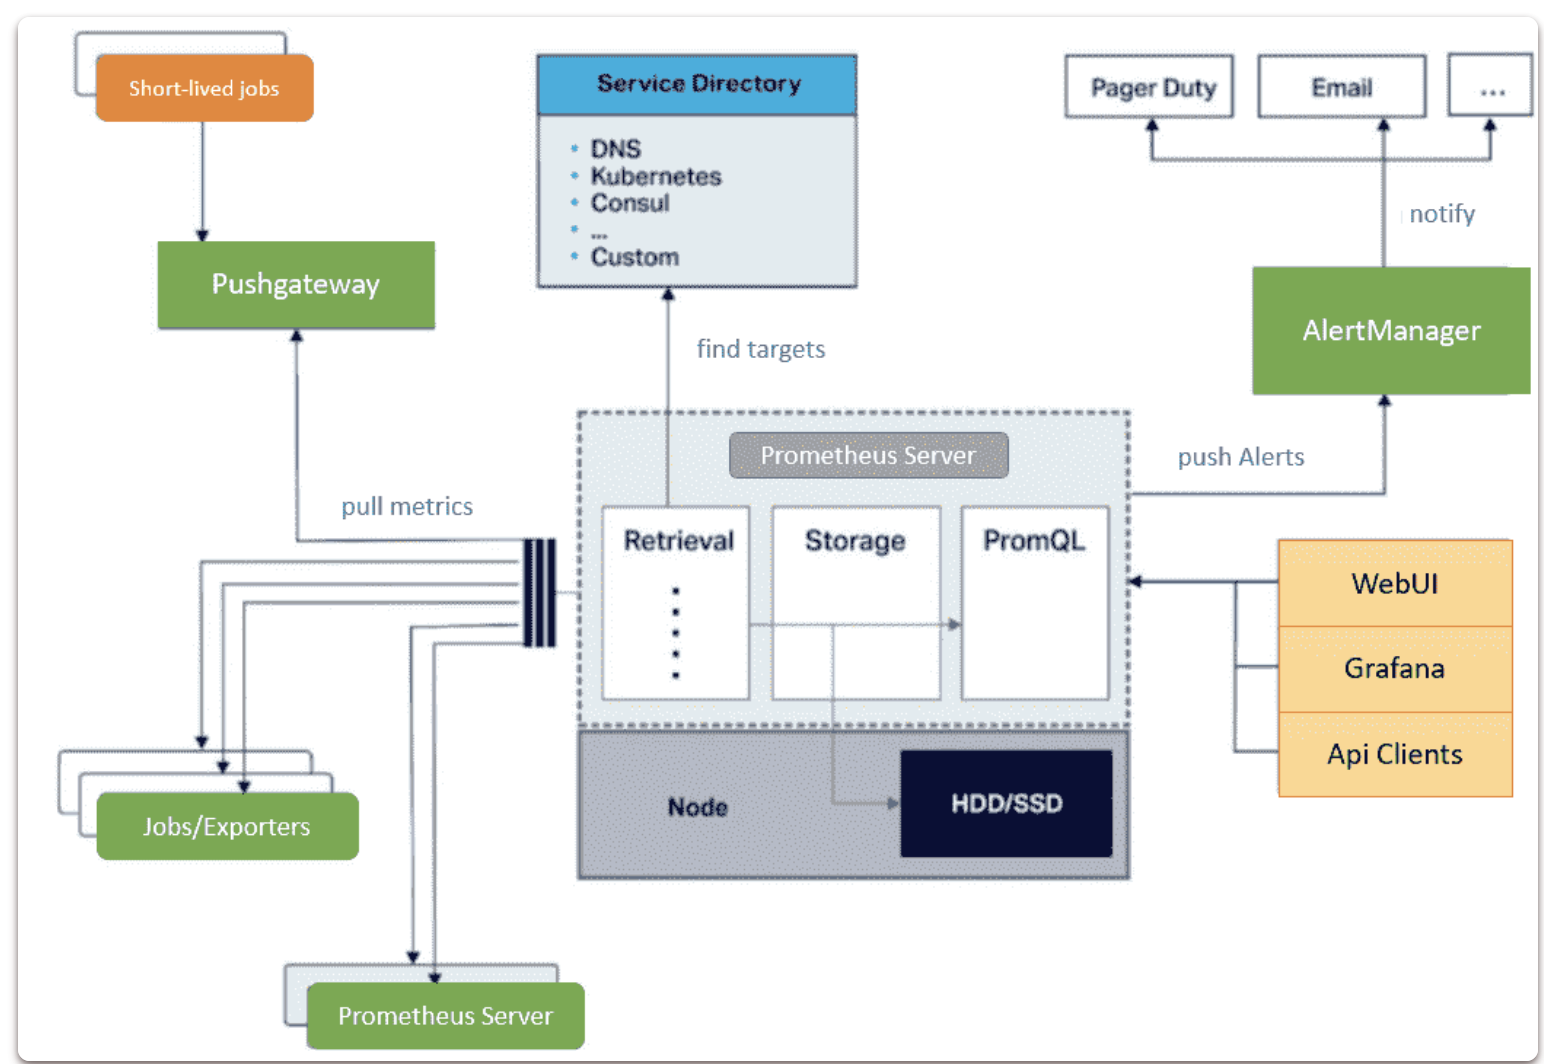 Short-lived jobs
Service Directory
• DNS
• Kubernetes
• Consul
• ...
• Custom
Pager Duty
Email
...
notify
Pushgateway
find targets
AlertManager
Prometheus Server
push Alerts
pull metrics
Retrieval
Storage
PromQL
WebUI
Grafana
Api Clients
Node
HDD/SSD
Jobs/Exporters
Prometheus Server